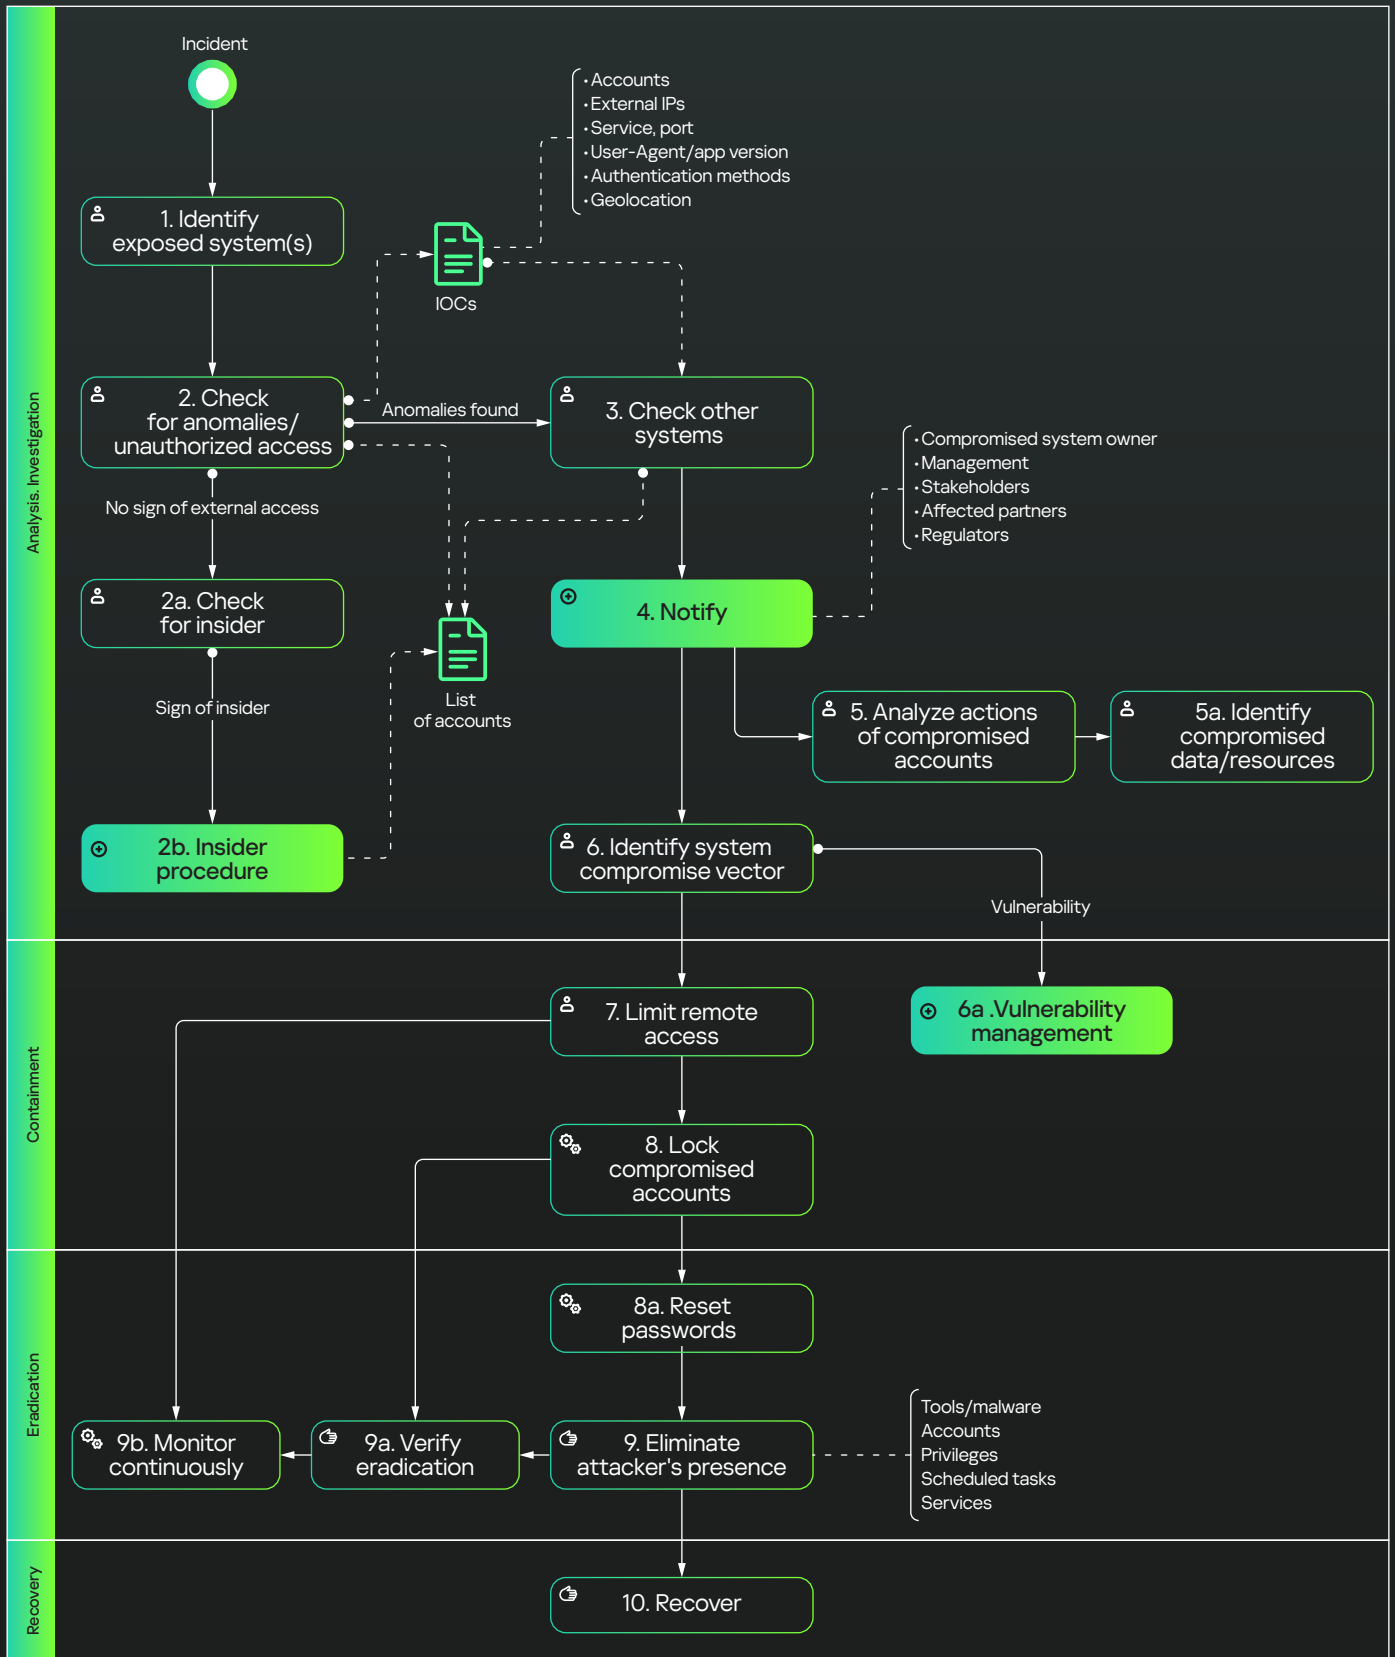 Incident
• Accounts
• External IPs
• Service, port
• User-Agent/app version
• Authentication methods
• Geolocation
1. Identify
exposed system(s)
IOCs
Analysis. Investigation
2. Check
for anomalies/
unauthorized access
Anomalies found
3. Check other
systems
• Compromised system owner
• Management
• Stakeholders
• Affected partners
• Regulators
No sign of external access
2a. Check
for insider
4. Notify
List
of accounts
Sign of insider
5. Analyze actions
of compromised
accounts
5a. Identify
compromised
data/resources
2b. Insider
procedure
6. Identify system
compromise vector
Vulnerability
Containment
7. Limit remote
access
6a .Vulnerability
management
8. Lock
compromised
accounts
Eradication
8a. Reset
passwords
9b. Monitor
continuously
9a. Verify
eradication
9. Eliminate
attacker's presence
Tools/malware
Accounts
Privileges
Scheduled tasks
Services
Recovery
10. Recover